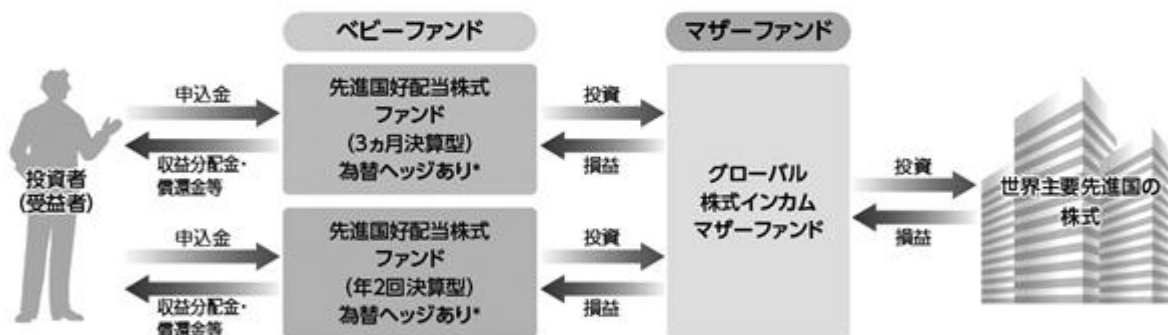 ベビーファンド
マザーファンド
投資者
(受益者)
申込金
収益分配金・
償還金等
先進国好配当株式
ファンド
(3ヵ月決算型)
為替ヘッジあり*
投資
損益
申込金
収益分配金・
償還金等
先進国好配当株式
ファンド
(年2回決算型)
為替ヘッジあり*
投資
損益
グローバル
株式インカム
マザーファンド
投資
損益
世界主要先進国の
株式